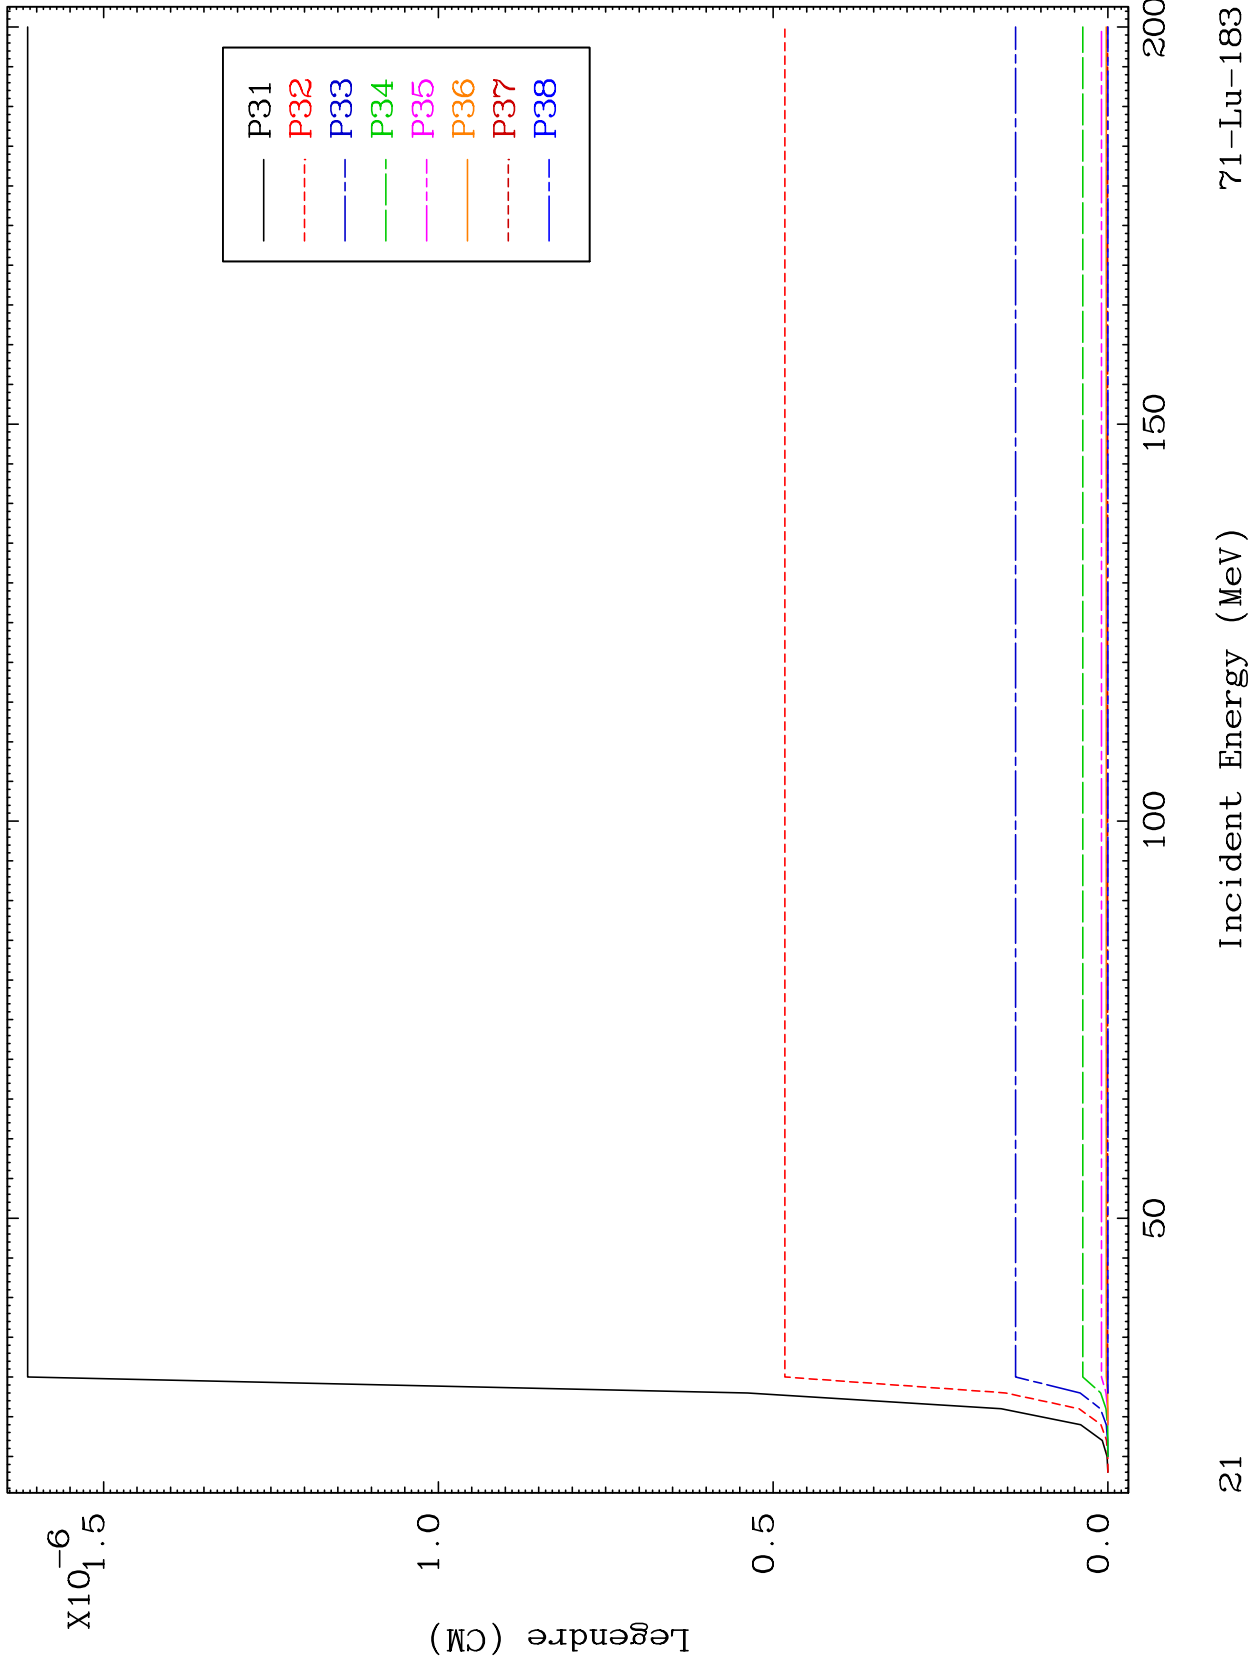 X10-6
1.5
1.0
0.5
0.0
Legendre (CM)
P31
P32
P33
P34
P35
P36
P37
P38
50
100
150
200
21
Incident Energy (MeV)
71-Lu-183